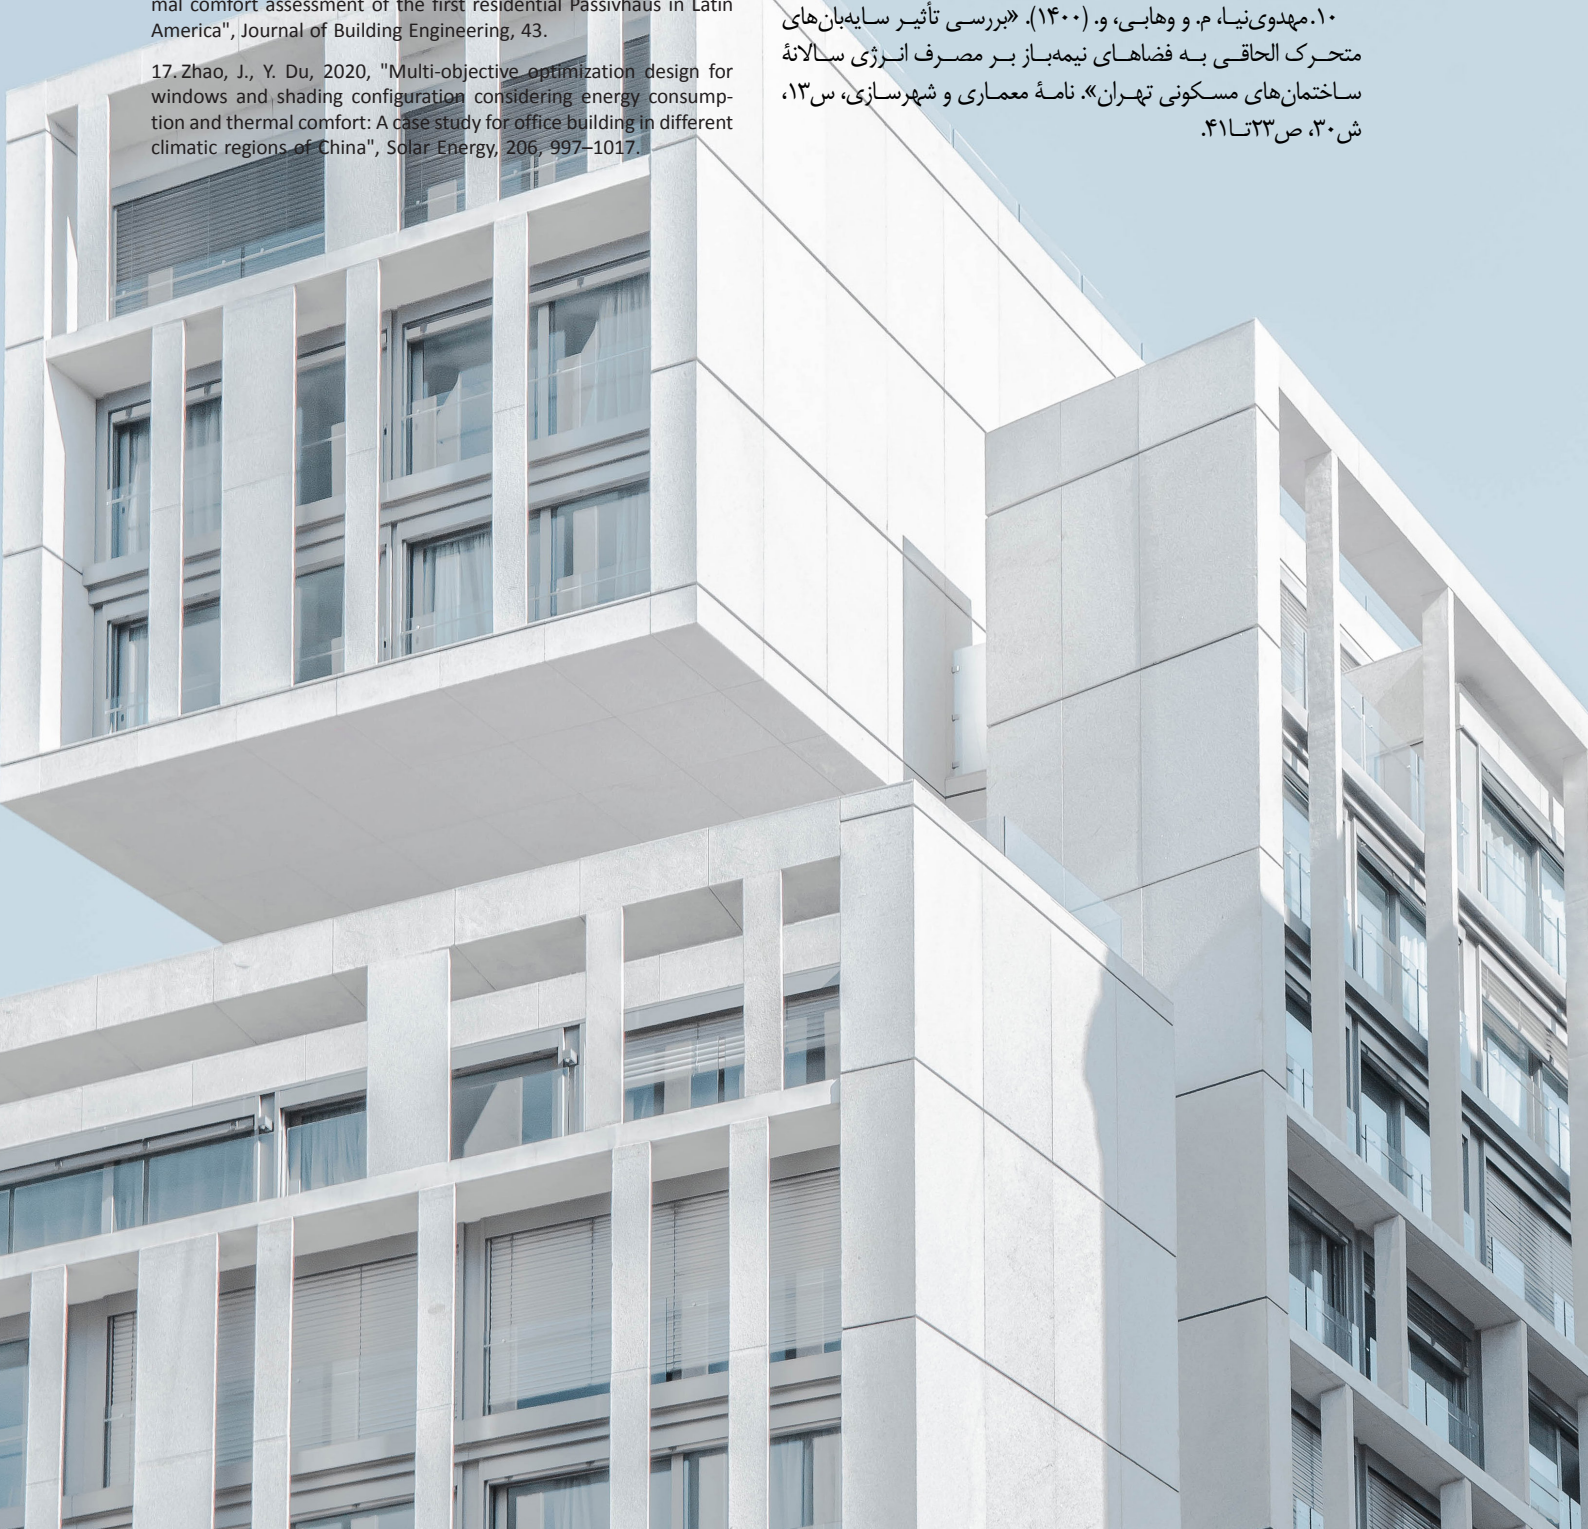 mal comfort assessment of the first residential Passivhaus in Latin
America", Journal of Building Engineering, 43.
17. Zhao, J., Y. Du, 2020, "Multi-objective optimization design for
windows and shading configuration considering energy consump-
tion and thermal comfort: A case study for office building in different
climatic regions of China", Solar Energy, 206, 997–1017.
۱۰. مهدوی‌نیا، م. و وهابی، و. (۱۴۰۰). «بررسی تأثیر سایه‌بان‌های
متحرک الحاقی به فضاهای نیمه‌باز بر مصرف انرژی سالانهٔ
ساختمان‌های مسکونی تهران». نامهٔ معماری و شهرسازی، س۱۳،
ش۳۰، ص۲۳تا۴۱.